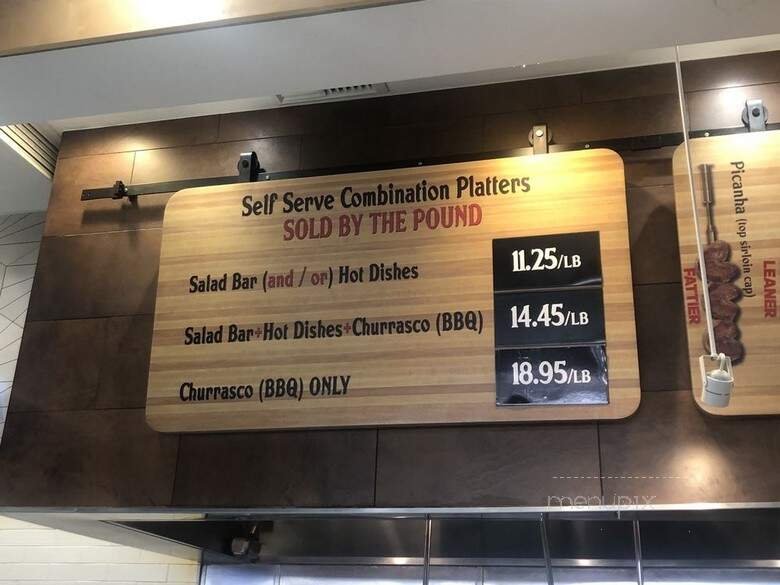 Self Serve Combination Platters
SOLD BY THE POUND
Salad Bar (and / or) Hot Dishes 11.25/LB
Salad Bar+Hot Dishes+Churrasco (BBQ) 14.45/LB
Churrasco (BBQ) ONLY 18.95/LB
Picanha (top sirloin cap)
LEANER
FATTIER
menupix